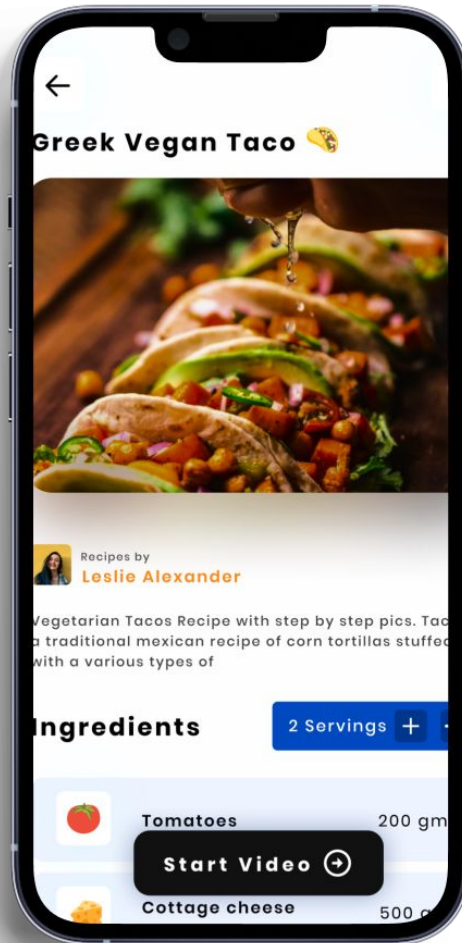 Greek Vegan Taco 🌮
Recipes by
Leslie Alexander
Vegetarian Tacos Recipe with step by step pics.
a traditional mexican recipe of corn tortillas stuffed
with a various types of
Ingredients
2 Servings +
Tomatoes
200 gm
Start Video
Cottage cheese
500